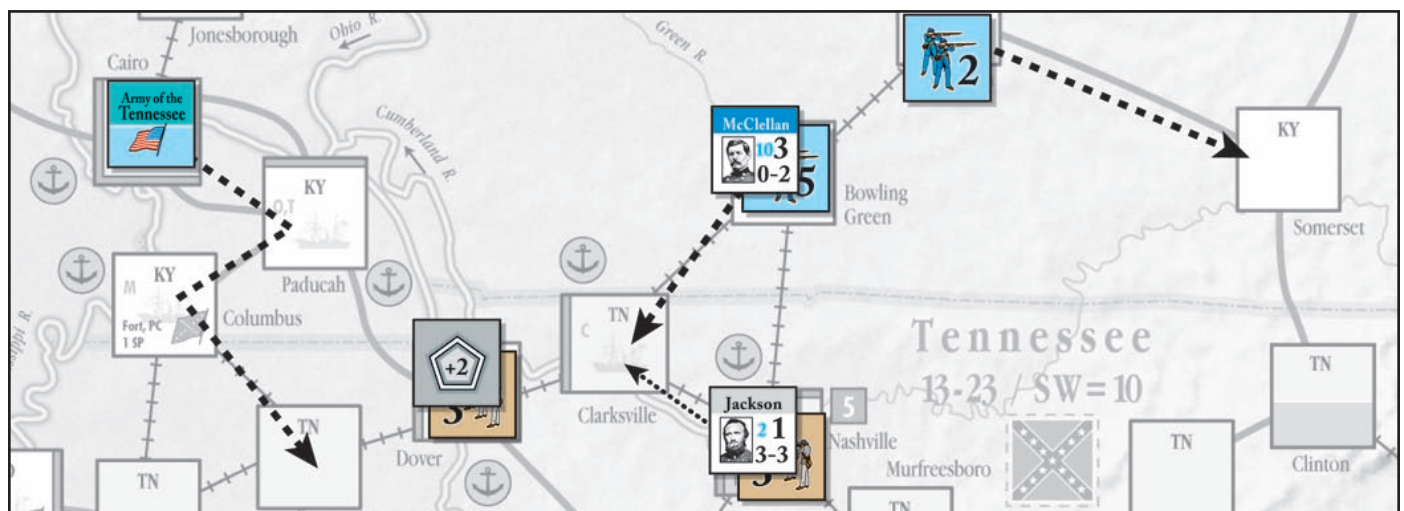 Jonesborough
Ohio R.
Cairo
Army of the
Tennessee
Green R.
2
KY
Somerset
McClellan
10 3
0-2
5
Bowling
Green
Cumberland
R.
KY
O,T
Paducah
M
KY
Fort, PC
1 SP
Columbus
+2
Dover
C
TN
Clarksville
Tennessee
13-23 / SW=10
Jackson
2 1
3-3
5
Nashville
Murfreesboro
TN
Clinton
TN
TN
TN
TN